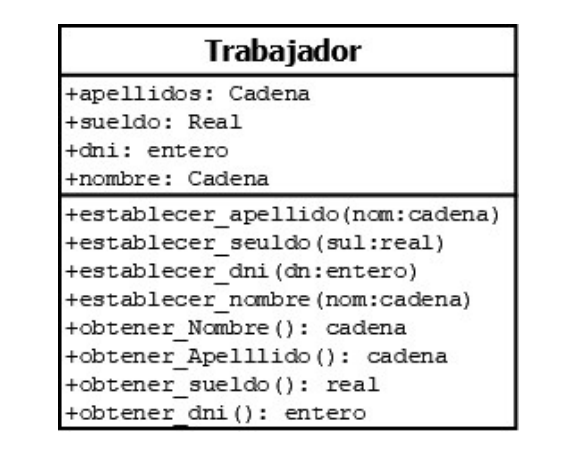 Trabajador
+apellidos: Cadena
+sueldo: Real
+dni: entero
+nombre: Cadena
+establecer_apellido(nom:cadena)
+establecer_seuldo(sul:real)
+establecer_dni(dn:entero)
+establecer_nombre(nom:cadena)
+obtener_Nombre(): cadena
+obtener_Apelllido(): cadena
+obtener_sueldo(): real
+obtener_dni(): entero